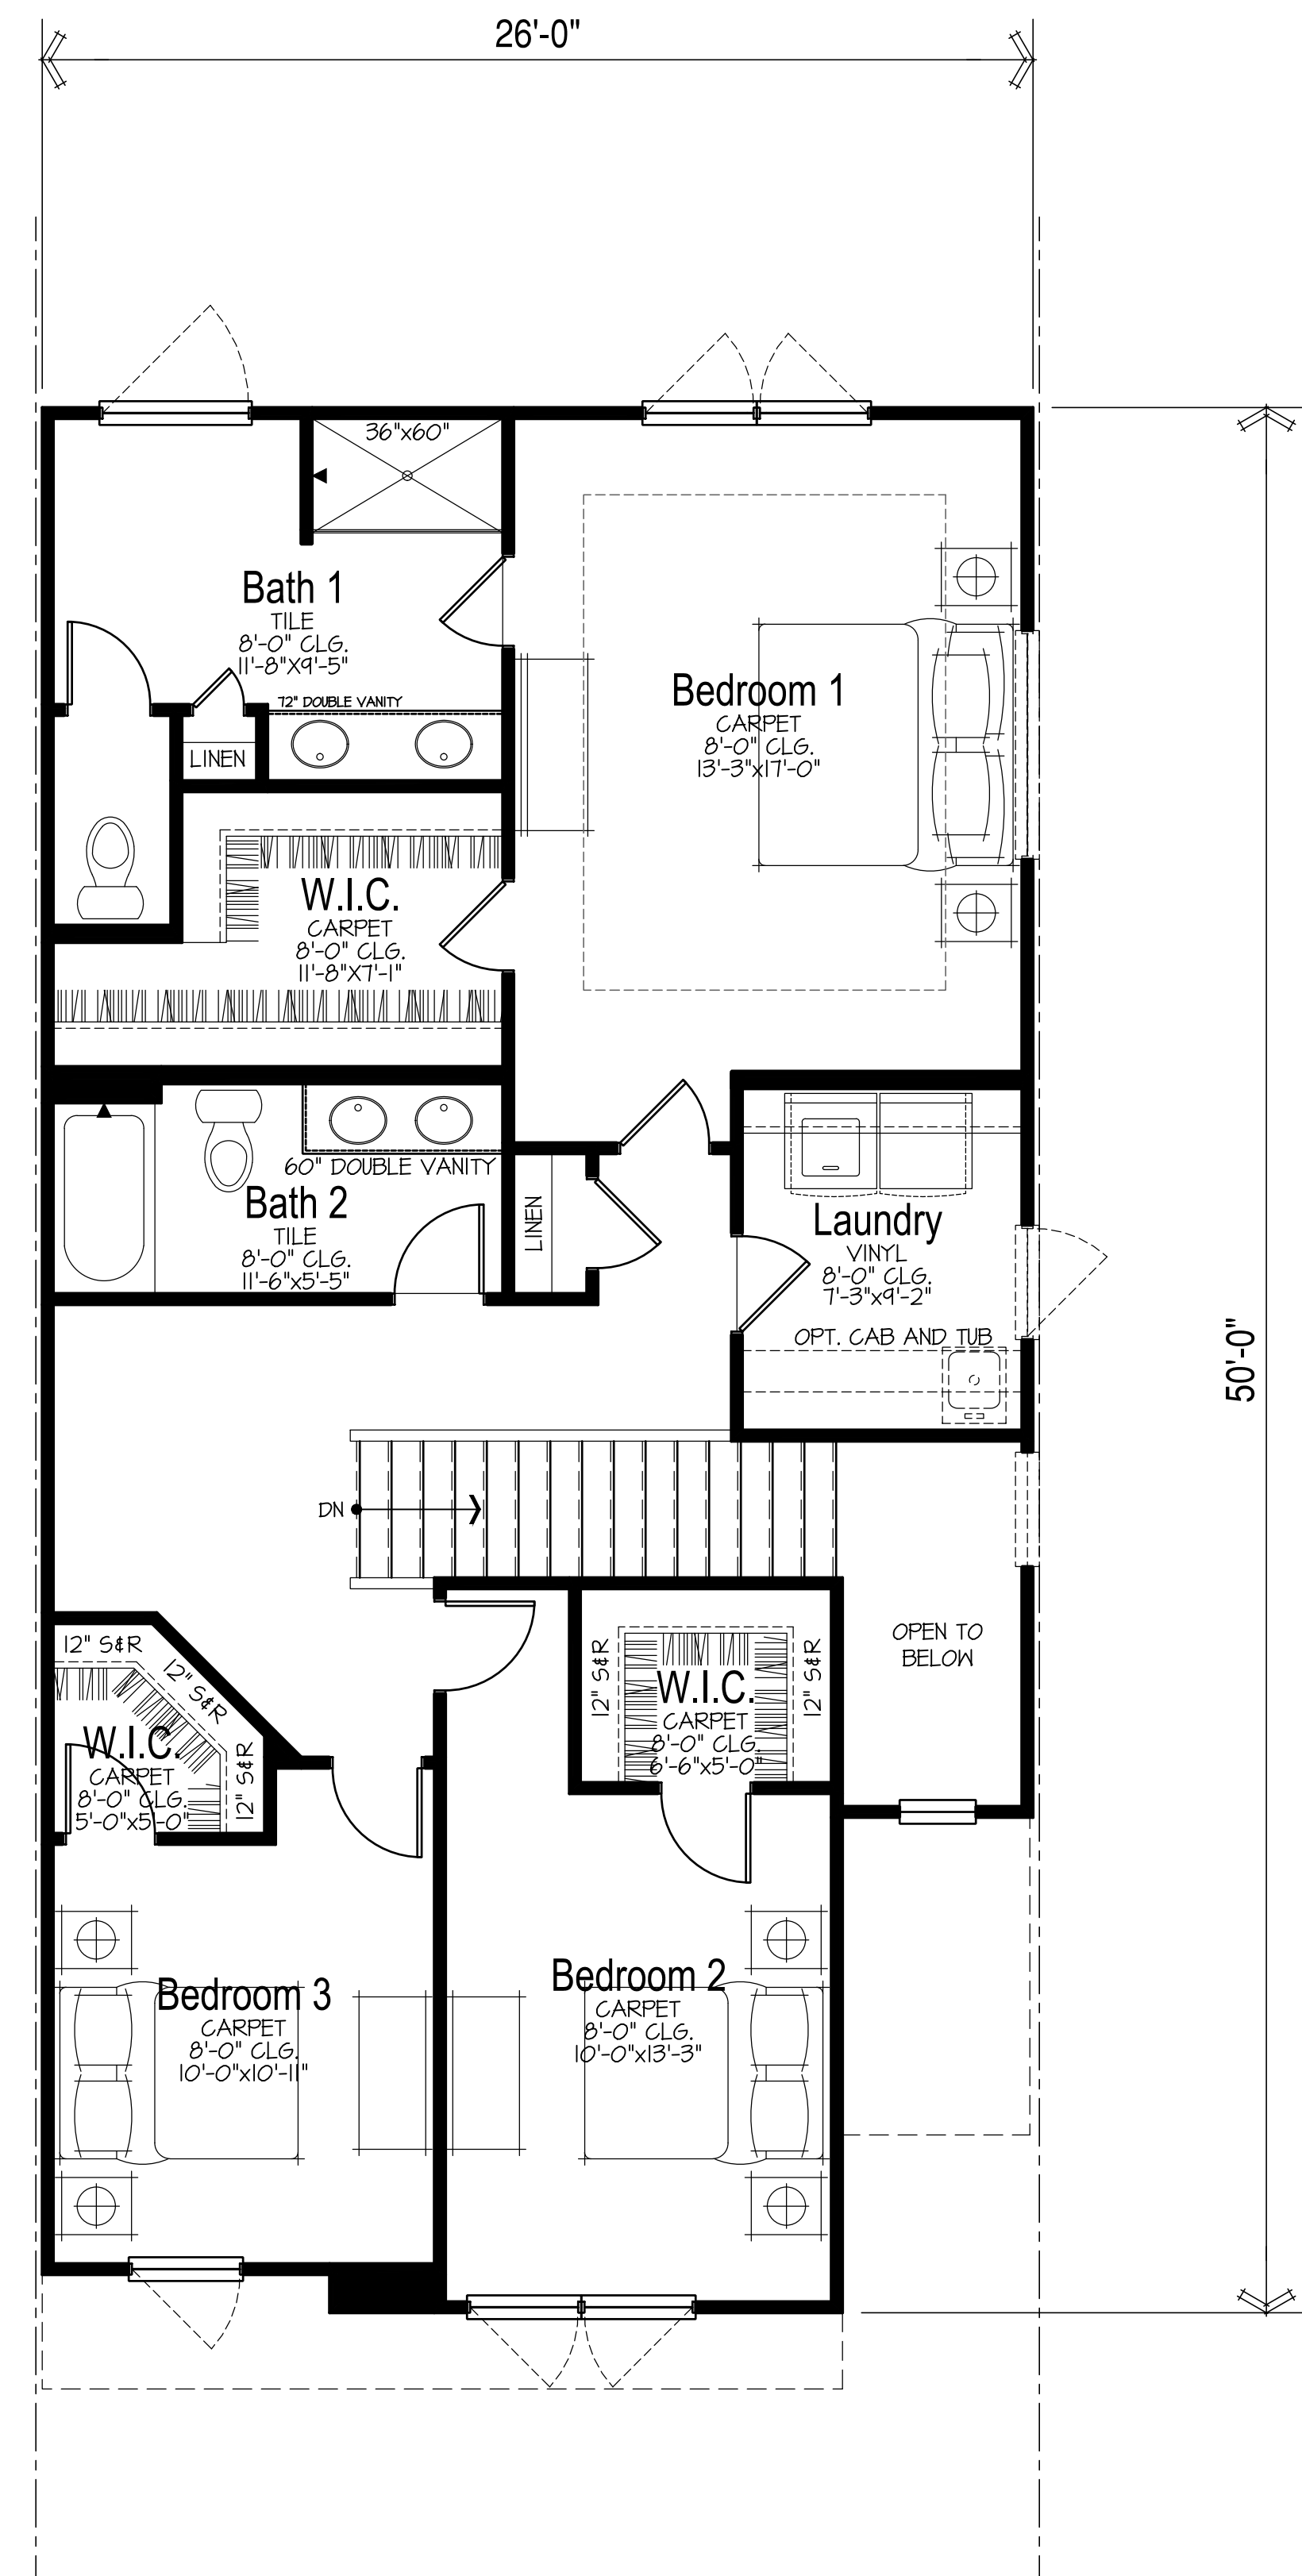 26'-0"
36"x60"
Bath 1
TILE
8'-0" CLG.
11'-8"X9'-5"
72" DOUBLE VANITY
LINEN
Bedroom 1
CARPET
8'-0" CLG.
13'-3"x17'-0"
W.I.C.
CARPET
8'-0" CLG.
11'-8"X7'-1"
60" DOUBLE VANITY
Bath 2
TILE
8'-0" CLG.
11'-6"x5'-5"
LINEN
Laundry
VINYL
8'-0" CLG.
7'-3"x9'-2"
OPT. CAB AND TUB
50'-0"
DN
OPEN TO
BELOW
12" S&R
12" S&R
12" S&R
W.I.C.
CARPET
8'-0" CLG.
5'-0"x5'-0"
12" S&R
12" S&R
W.I.C.
CARPET
8'-0" CLG.
6'-6"x5'-0"
Bedroom 3
CARPET
8'-0" CLG.
10'-0"x10'-11"
Bedroom 2
CARPET
8'-0" CLG.
10'-0"x13'-3"